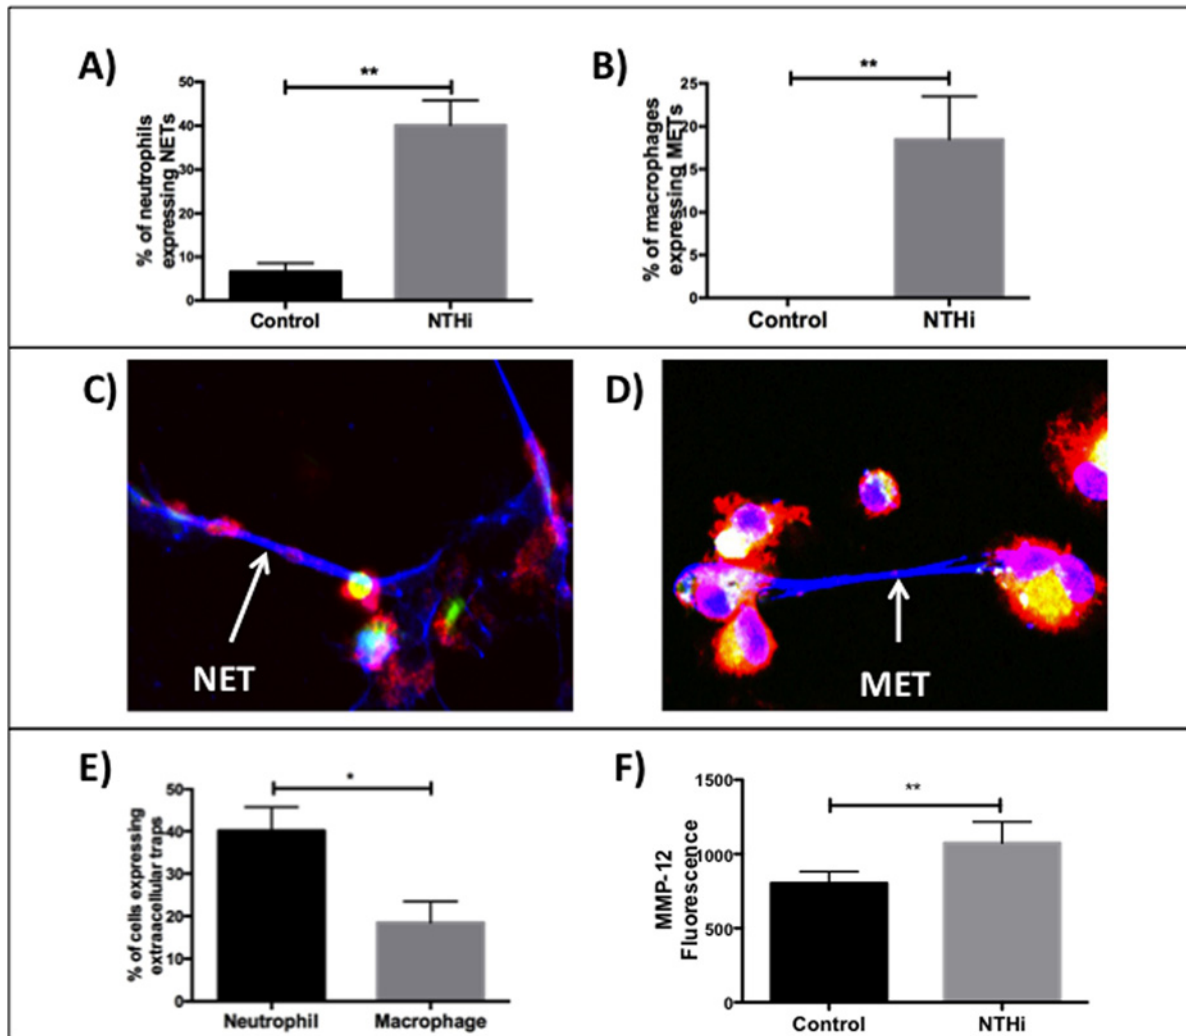 A)
**
% of neutrophils
expressing NETs
50
40
30
20
10
0
Control
NTHi
B)
**
% of macrophages
expressing METs
25
20
15
10
5
0
Control
NTHi
C)
NET
D)
MET
E)
*
% of cells expressing
extraacellular traps
50
40
30
20
10
0
Neutrophil
Macrophage
F)
**
MMP-12
Fluorescence
1500
1000
500
0
Control
NTHi